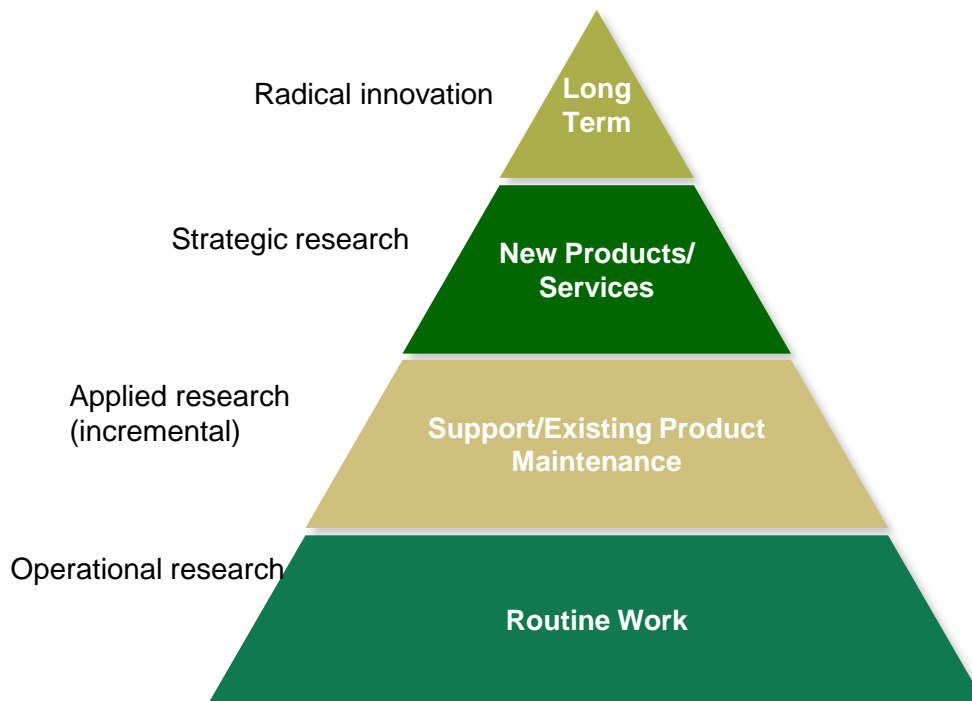 Radical innovation
Long
Term
Strategic research
New Products/
Services
Applied research
(incremental)
Support/Existing Product
Maintenance
Operational research
Routine Work